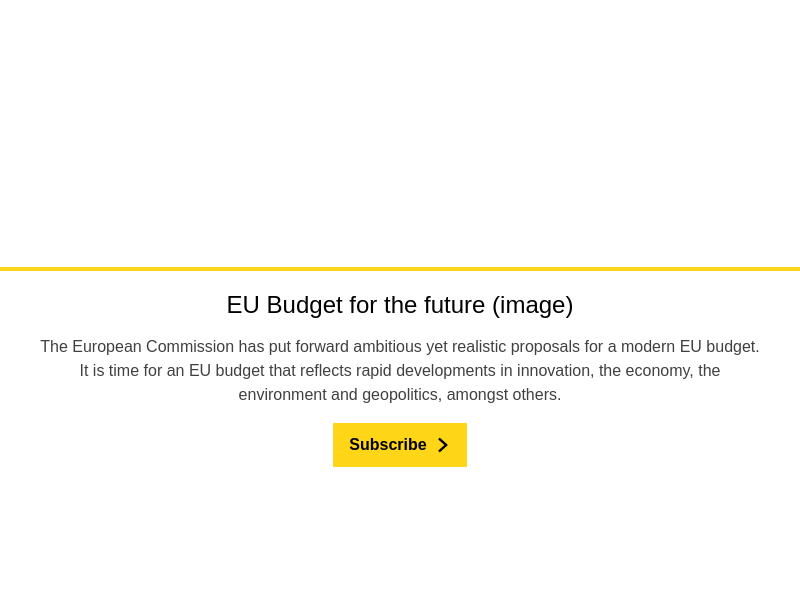 EU Budget for the future (image)
The European Commission has put forward ambitious yet realistic proposals for a modern EU budget.
It is time for an EU budget that reflects rapid developments in innovation, the economy, the
environment and geopolitics, amongst others.
Subscribe